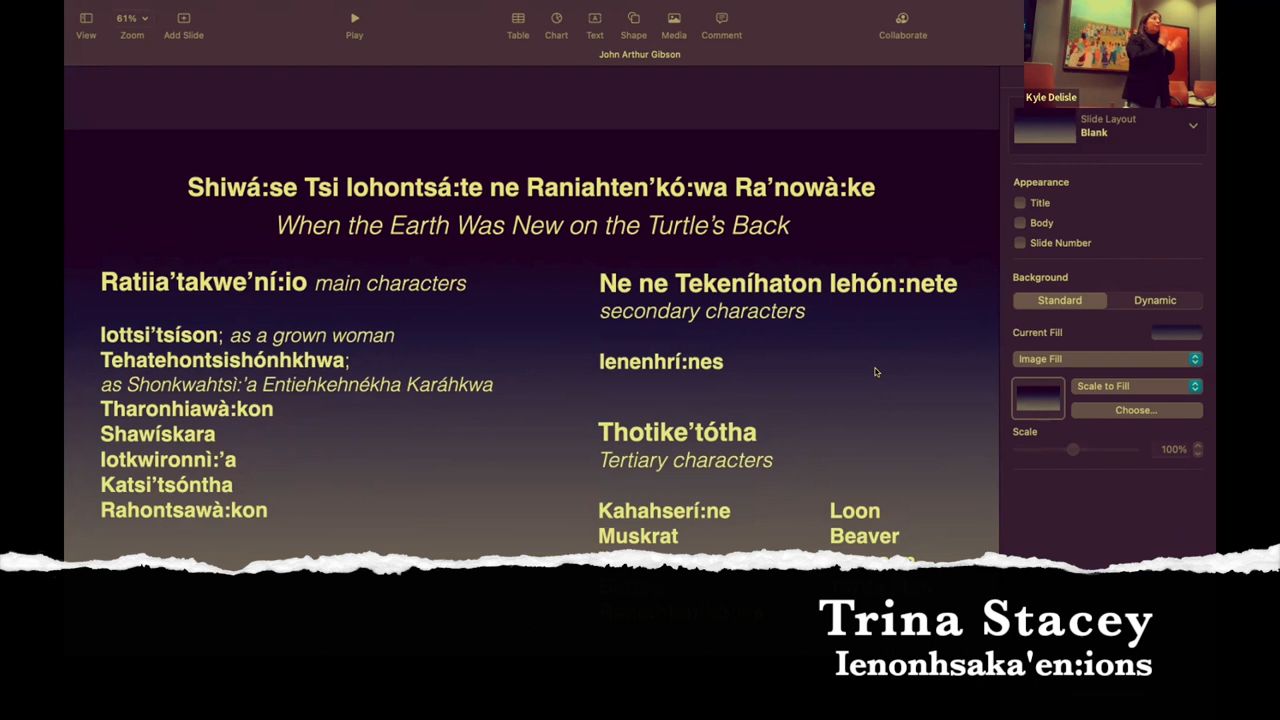 View
61%
Zoom
Add Slide
Play
Table
Chart
Text
Shape
Media
Comment
Collaborate
John Arthur Gibson
Kyle Delisle
Slide Layout
Blank
Shiwá:se Tsi Iohontsá:te ne Raniahten’kó:wa Ra’nowà:ke
When the Earth Was New on the Turtle’s Back
Ratiia’takwe’ní:io main characters
Iottsi’tsíson; as a grown woman
Tehatehontsishónhkhwa;
as Shonkwahtsì:’a Entiehkehnékha Karáhkwa
Tharonhiawà:kon
Shawískara
Iotkwironnì:’a
Katsi’tsóntha
Rahontsawà:kon
Ne ne Tekeníhaton Iehón:nete
secondary characters
Ienenhrí:nes
Thotike’tótha
Tertiary characters
Kahahserí:ne Loon
Muskrat Beaver
Appearance
Title
Body
Slide Number
Background
Standard Dynamic
Current Fill
Image Fill
Scale to Fill
Choose...
Scale
100%
Trina Stacey
Ienonhsaka'en:ions